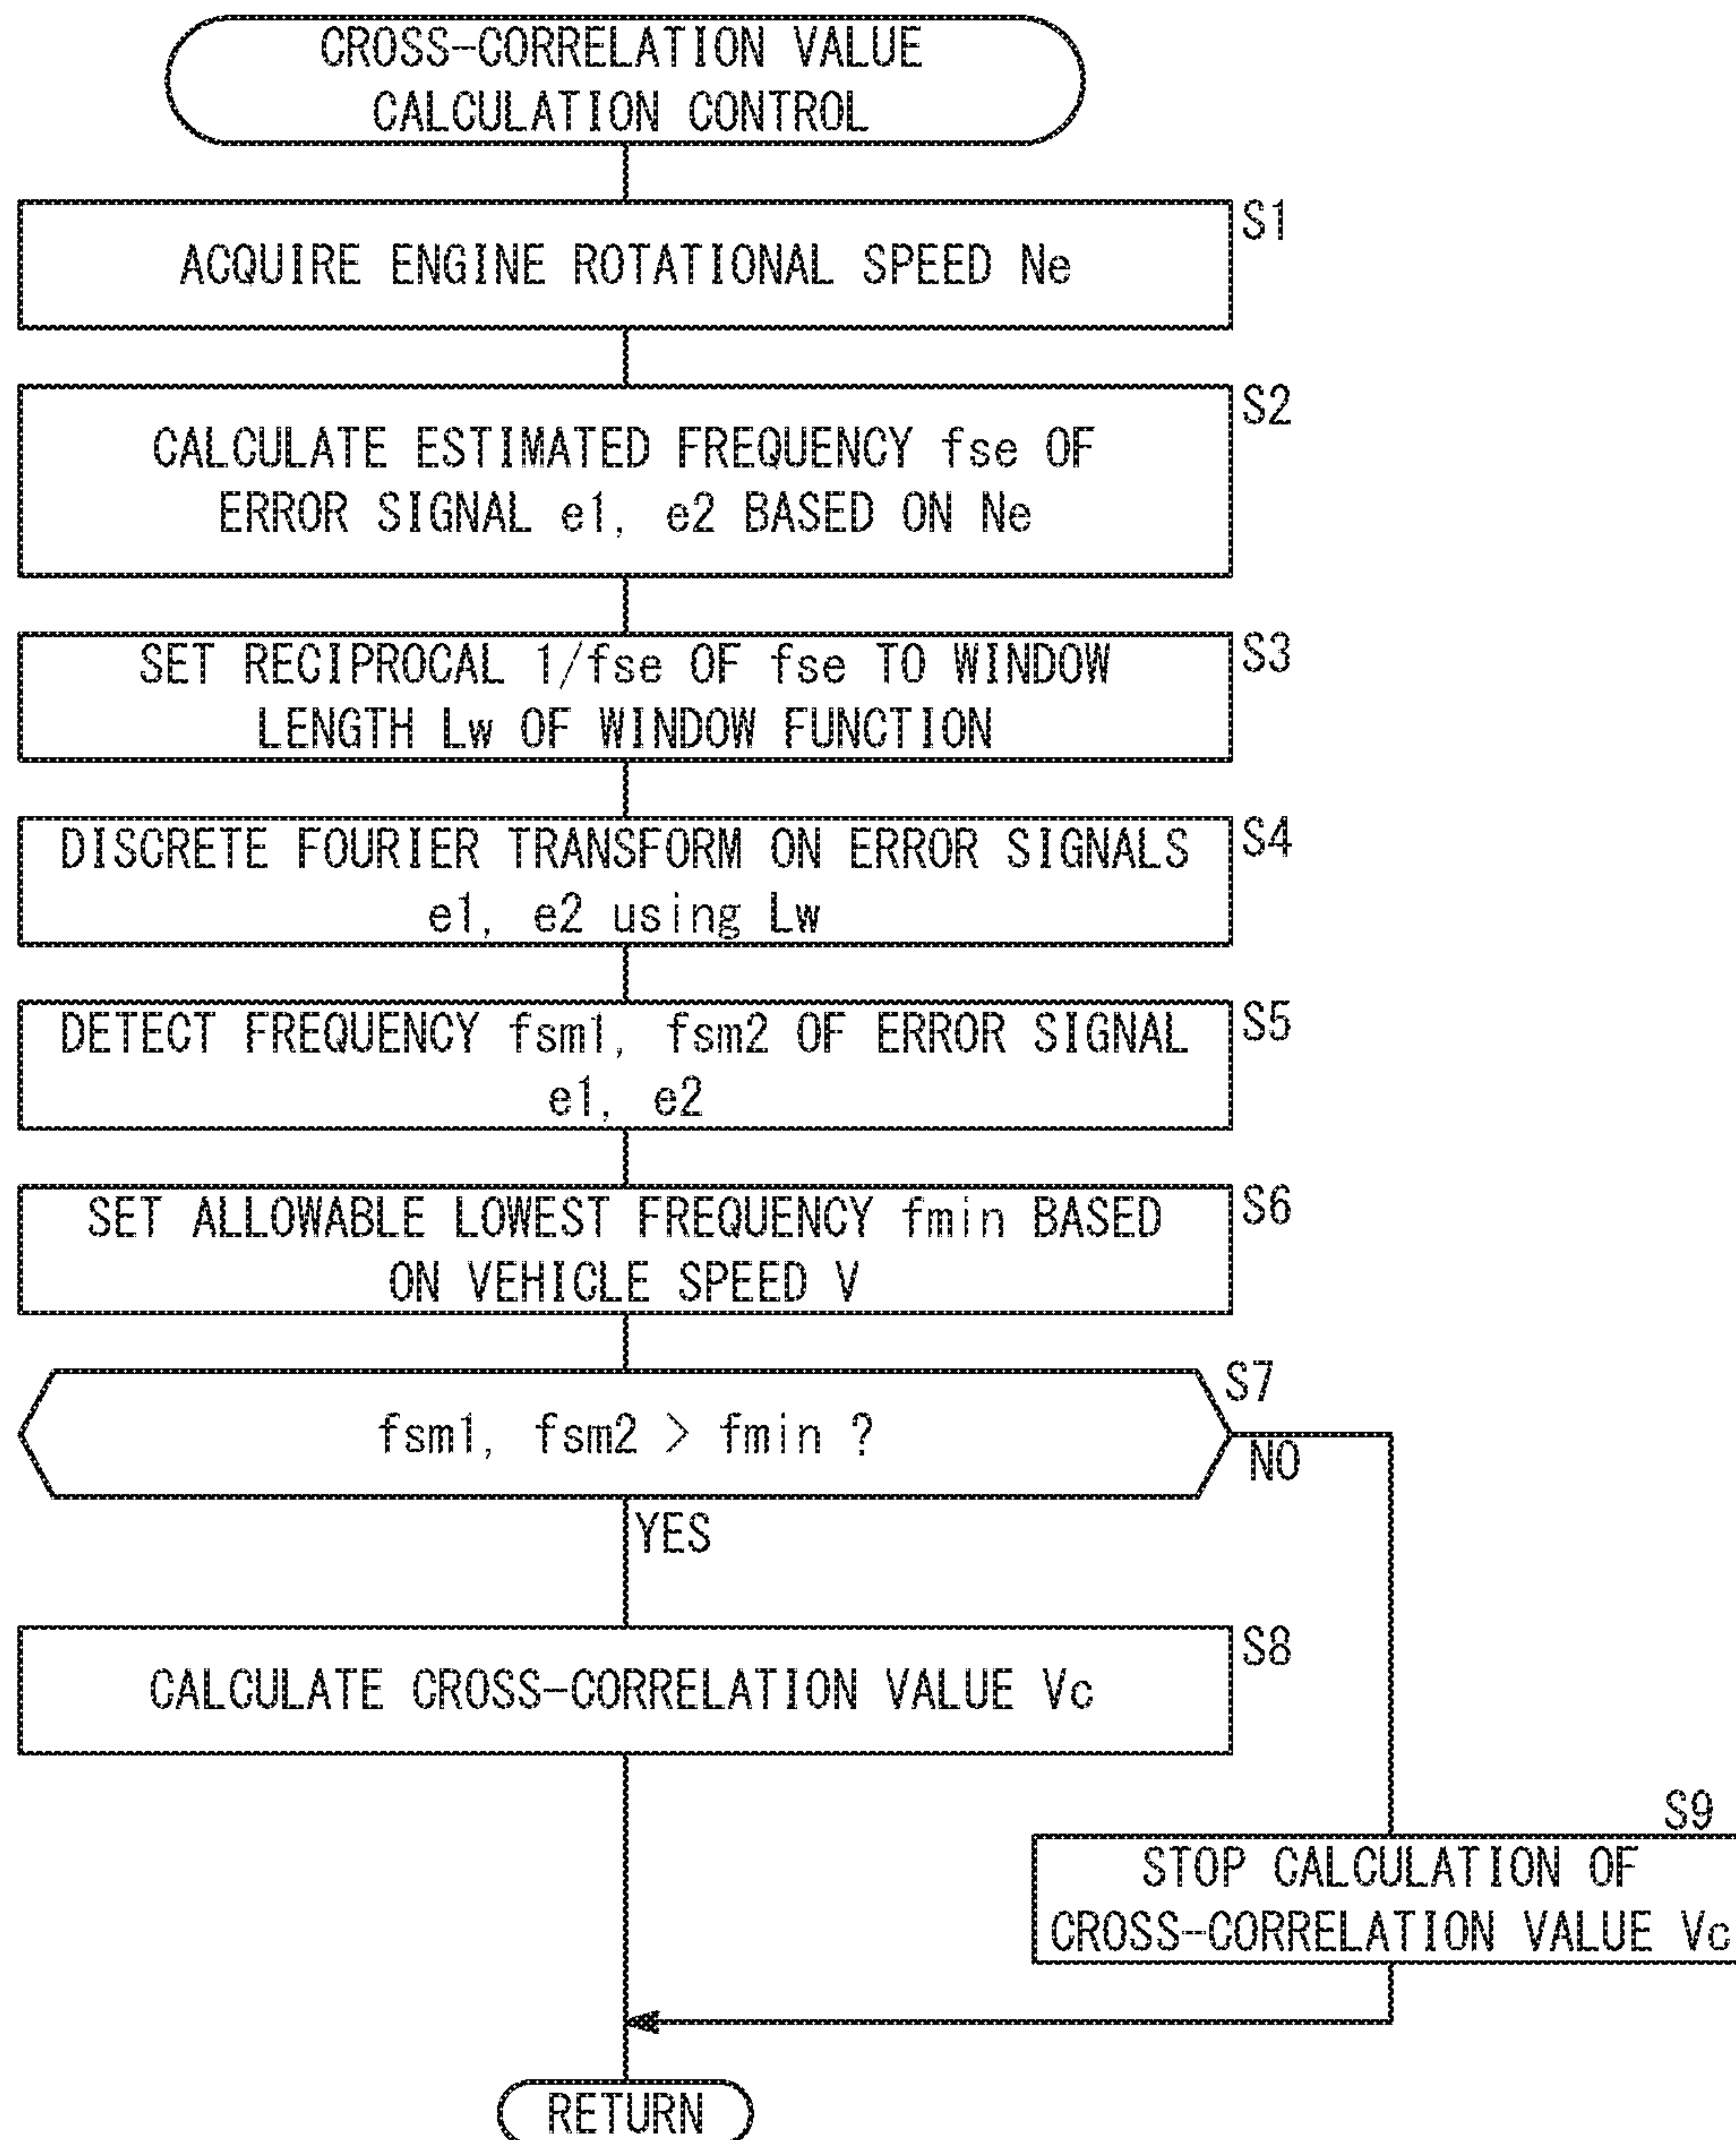 CROSS-CORRELATION VALUE
CALCULATION CONTROL
S1
ACQUIRE ENGINE ROTATIONAL SPEED Ne
S2
CALCULATE ESTIMATED FREQUENCY fse OF
ERROR SIGNAL e1, e2 BASED ON Ne
S3
SET RECIPROCAL 1/fse OF fse TO WINDOW
LENGTH Lw OF WINDOW FUNCTION
S4
DISCRETE FOURIER TRANSFORM ON ERROR SIGNALS
e1, e2 using Lw
S5
DETECT FREQUENCY fsm1, fsm2 OF ERROR SIGNAL
e1, e2
S6
SET ALLOWABLE LOWEST FREQUENCY fmin BASED
ON VEHICLE SPEED V
S7
fsm1, fsm2 > fmin ?
NO
YES
S8
CALCULATE CROSS-CORRELATION VALUE Vc
S9
STOP CALCULATION OF
CROSS-CORRELATION VALUE Vc
RETURN